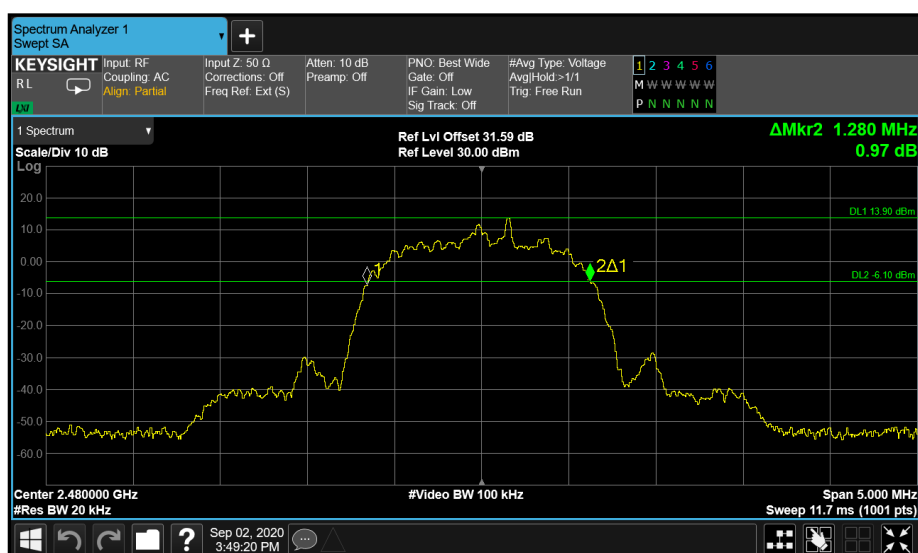 Spectrum Analyzer 1
Swept SA
KEYSIGHT
R L
LXI
Input: RF
Coupling: AC
Align: Partial
Input Z: 50 Ω
Corrections: Off
Freq Ref: Ext (S)
Atten: 10 dB
Preamp: Off
PNO: Best Wide
Gate: Off
IF Gain: Low
Sig Track: Off
#Avg Type: Voltage
Avg|Hold:>1/1
Trig: Free Run
1 2 3 4 5 6
M W W W W W
P N N N N N
1 Spectrum
Scale/Div 10 dB
Log
Ref Lvl Offset 31.59 dB
Ref Level 30.00 dBm
ΔMkr2 1.280 MHz
0.97 dB
20.0
DL1 13.90 dBm
10.0
0.00
1
2Δ1
DL2 -6.10 dBm
-10.0
-20.0
-30.0
-40.0
-50.0
-60.0
Center 2.480000 GHz
#Res BW 20 kHz
#Video BW 100 kHz
Span 5.000 MHz
Sweep 11.7 ms (1001 pts)
?
Sep 02, 2020
3:49:20 PM